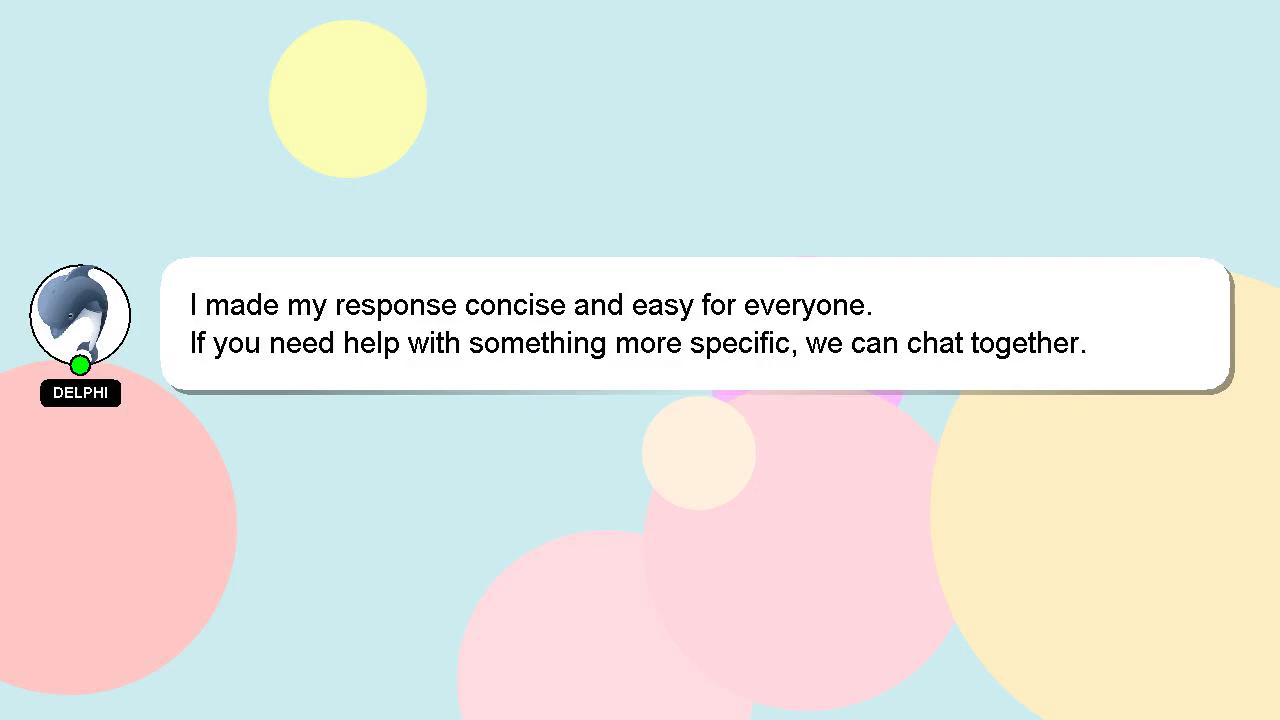 I made my response concise and easy for everyone.
If you need help with something more specific, we can chat together.
DELPHI